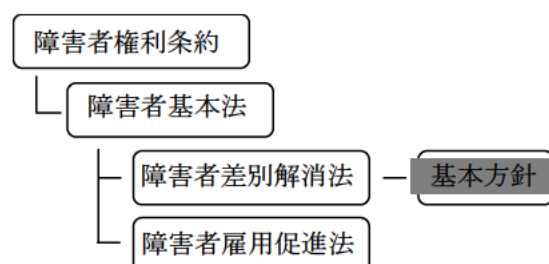 障害者権利条約
障害者基本法
障害者差別解消法
基本方針
障害者雇用促進法